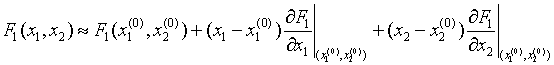 F₁(x₁,x₂) ≈ F₁(x₁⁽⁰⁾,x₂⁽⁰⁾) + (x₁ − x₁⁽⁰⁾) ∂F₁/∂x₁ |₍ₓ₁⁽⁰⁾,ₓ₂⁽⁰⁾₎ + (x₂ − x₂⁽⁰⁾) ∂F₁/∂x₂ |₍ₓ₁⁽⁰⁾,ₓ₂⁽⁰⁾₎